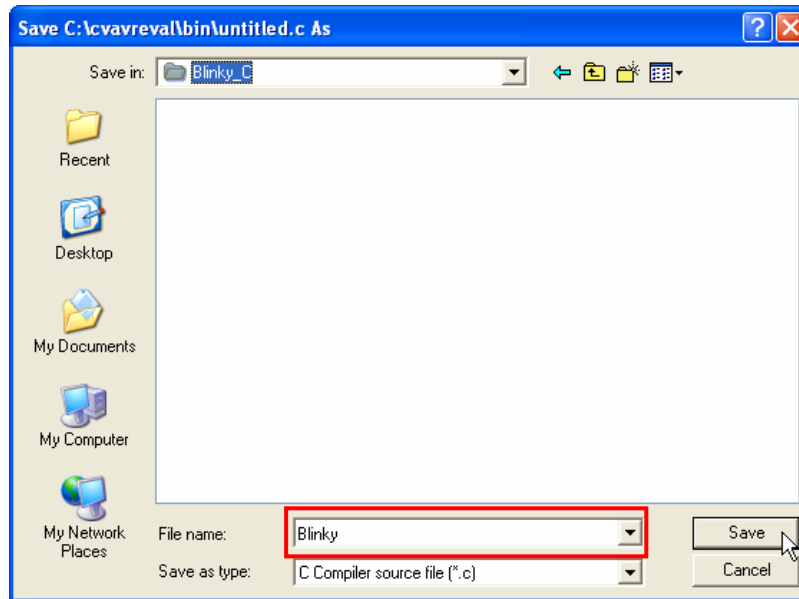 Save C:\cvavreval\bin\untitled.c As
Save in: Blinky_C
Recent
Desktop
My Documents
My Computer
My Network
Places
File name: Blinky Save
Save as type: C Compiler source file (*.c) Cancel